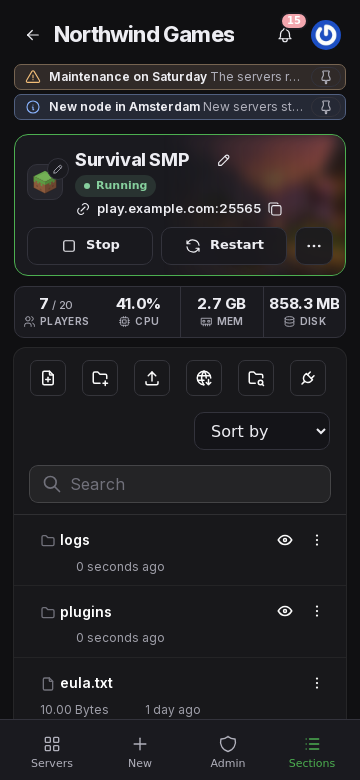 Northwind Games
15
Maintenance on Saturday The servers r...
New node in Amsterdam New servers st...
Survival SMP
Running
play.example.com:25565
Stop
Restart
7 / 20
PLAYERS
41.0%
CPU
2.7 GB
MEM
858.3 MB
DISK
Sort by
Search
logs
0 seconds ago
plugins
0 seconds ago
eula.txt
10.00 Bytes 1 day ago
Servers
New
Admin
Sections